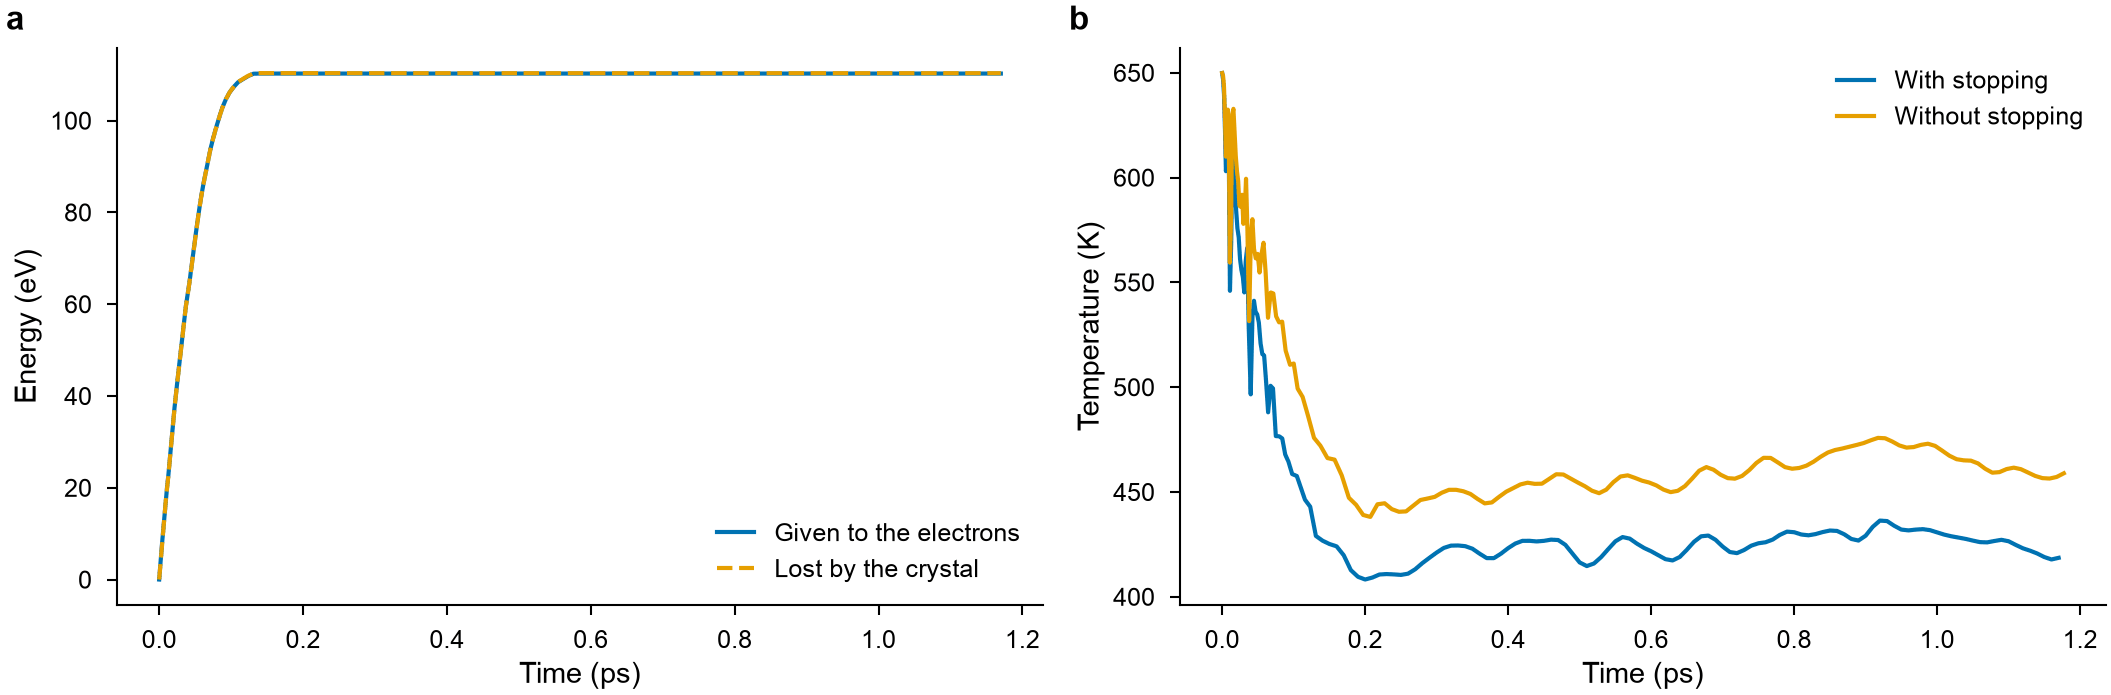 a
100
80
60
40
20
0
Energy (eV)
Given to the electrons
Lost by the crystal
0.0 0.2 0.4 0.6 0.8 1.0 1.2
Time (ps)
b
650
600
550
500
450
400
Temperature (K)
With stopping
Without stopping
0.0 0.2 0.4 0.6 0.8 1.0 1.2
Time (ps)